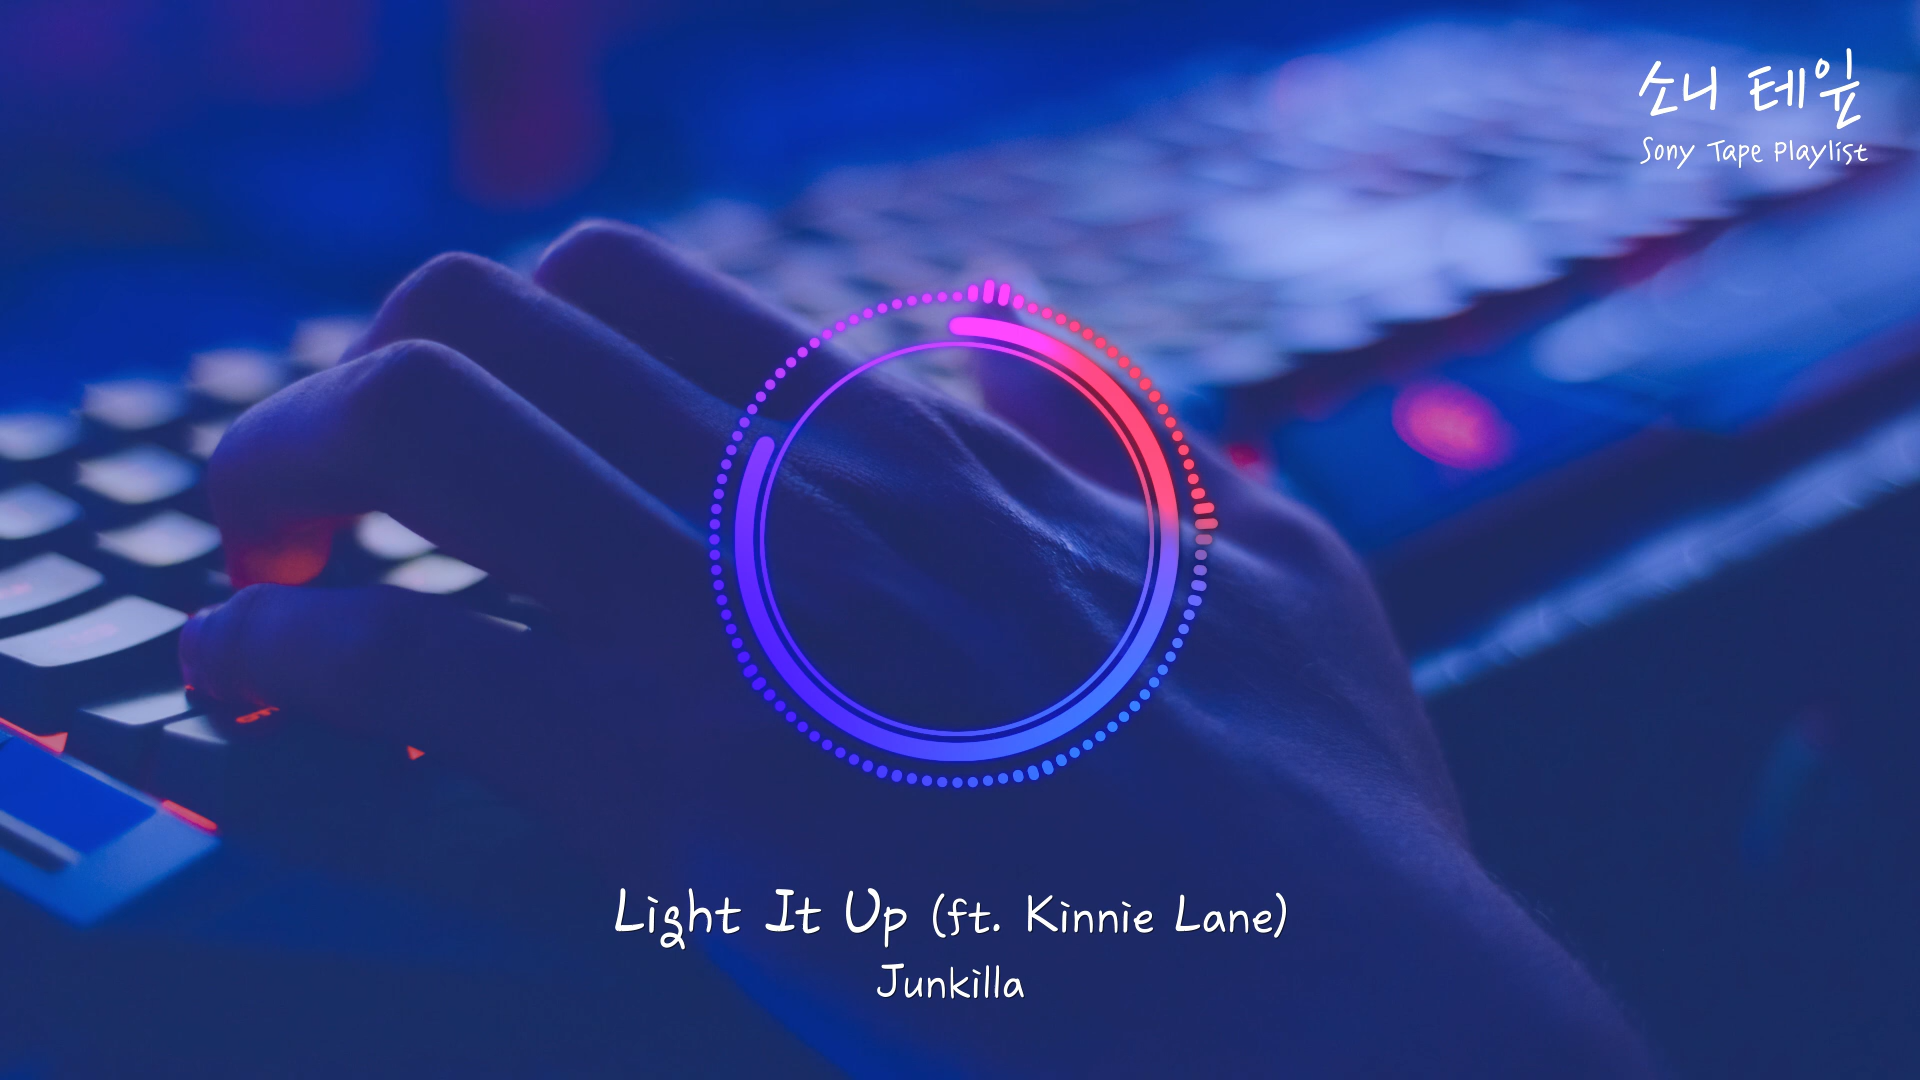 소니 테잎
Sony Tape Playlist
Light It Up (ft. Kinnie Lane)
Junkilla